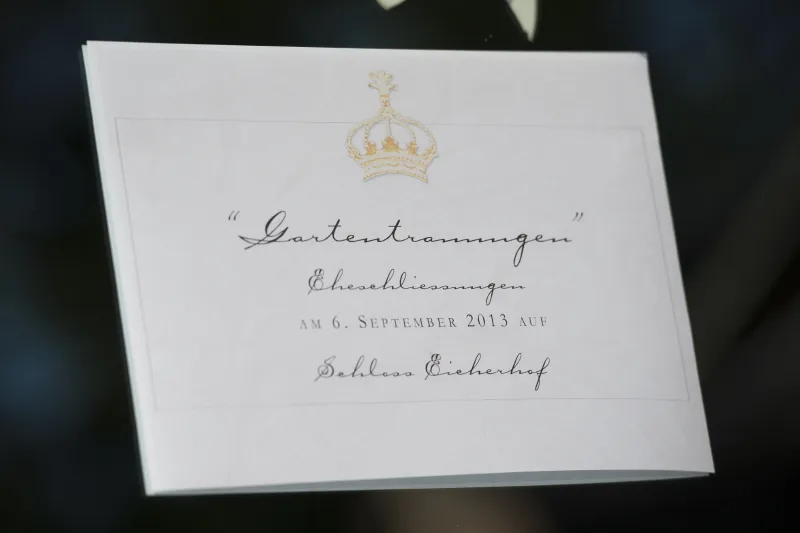 “Gartentrauungen”
Eheschliessungen
am 6. September 2013 auf
Schloss Eicherhof